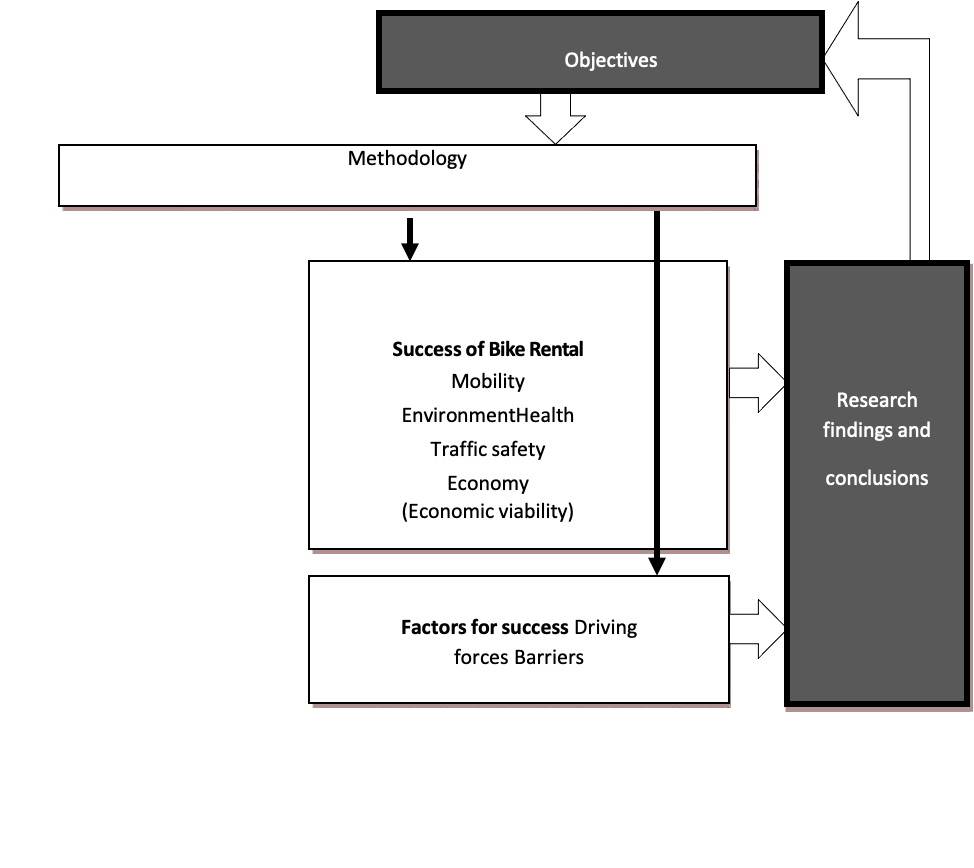 Objectives
Methodology
Success of Bike Rental
Mobility
EnvironmentHealth
Traffic safety
Economy
(Economic viability)
Research
findings and
conclusions
Factors for success Driving
forces Barriers